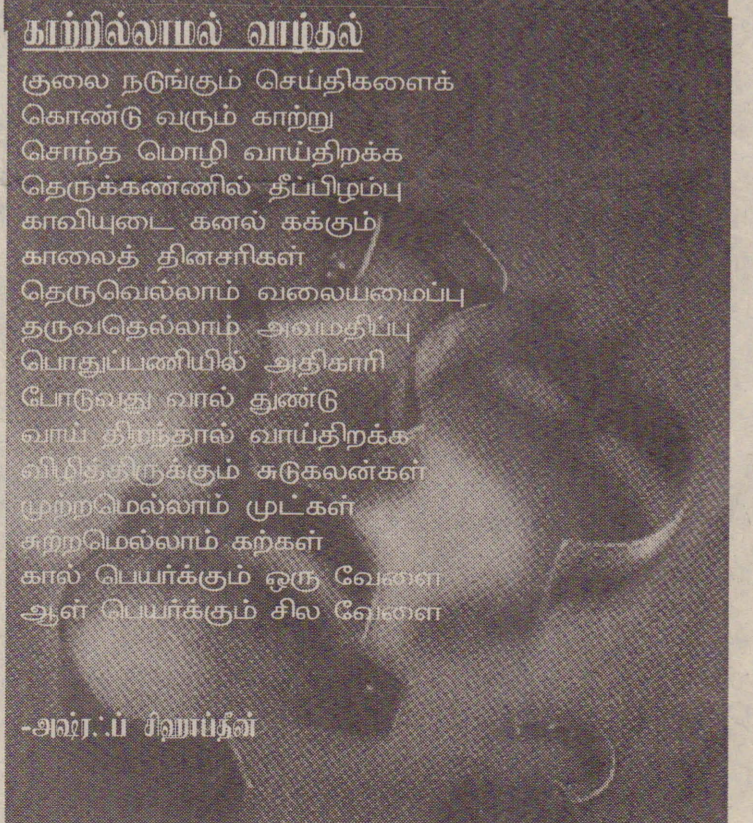 காற்றில்லாமல் வாழ்தல்
குலை நடுங்கும் செய்திகளைக்
கொண்டு வரும் காற்று
சொந்த மொழி வாய்திறக்க
தெருக்கண்ணில் தீப்பிழம்பு
காவியுடை கனல் கக்கும்
காலைத் தினசரிகள்
தெருவெல்லாம் வலையமைப்பு
தருவதெல்லாம் அவமதிப்பு
பொதுப்பணியில் அதிகாரி
போடுவது வால் துண்டு
வாய் திறந்தால் வாய்திறக்க
விழித்திருக்கும் சுடுகலன்கள்
முற்றமெல்லாம் முட்கள்
சுற்றமெல்லாம் கற்கள்
கால் பெயர்க்கும் ஒரு வேளை
ஆள் பெயர்க்கும் சில வேளை
-அஷ்ரஃப் சிஹாப்தீன்